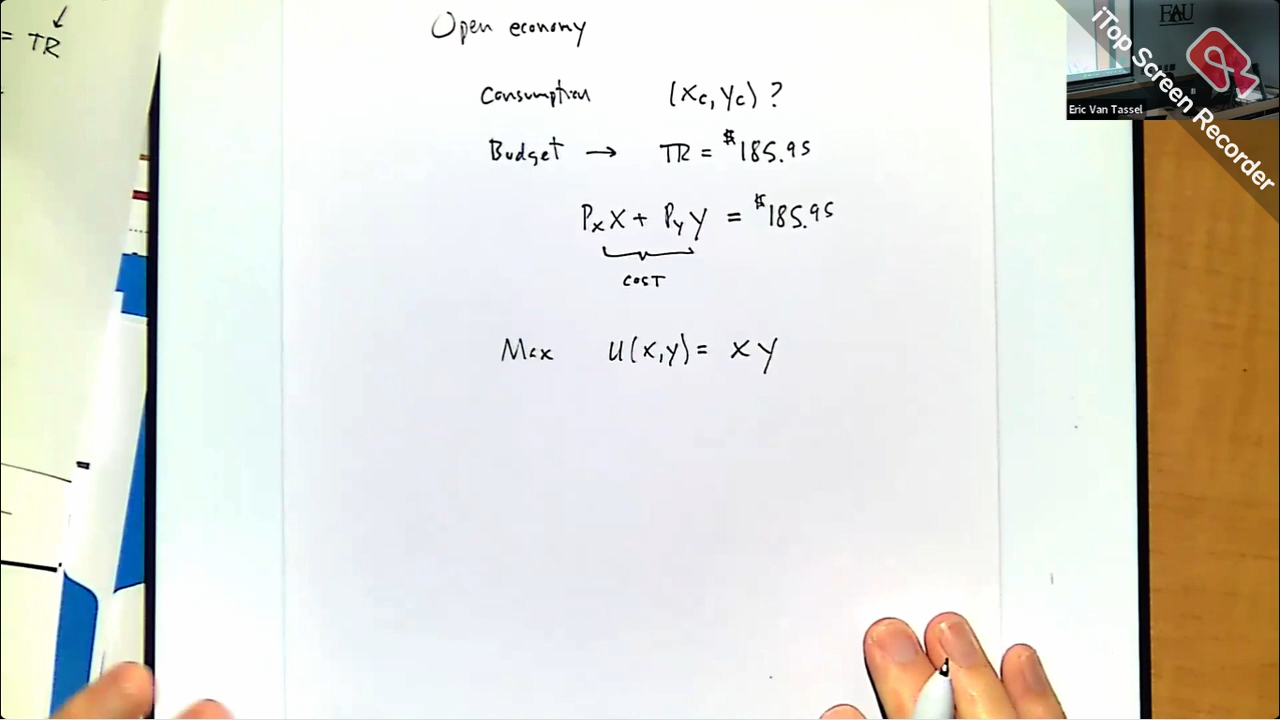 = TR
Open economy
Consumption (xc, yc) ?
Budget → TR = $185.95
Pxx + Pyy = $185.95
COST
Max U(x,y) = xy
FAU
Eric Van Tassel
iTop Screen Recorder